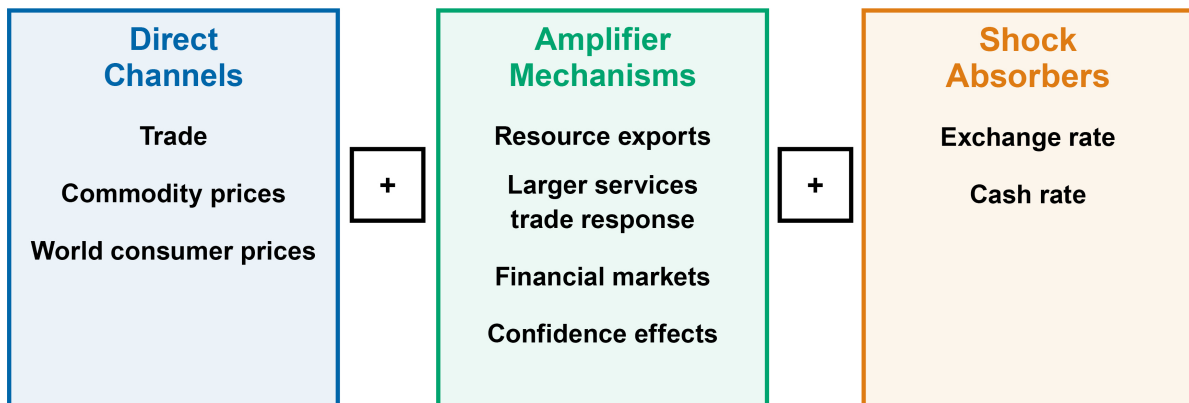 Direct
Channels
Trade
Commodity prices
World consumer prices
+
Amplifier
Mechanisms
Resource exports
Larger services
trade response
Financial markets
Confidence effects
+
Shock
Absorbers
Exchange rate
Cash rate